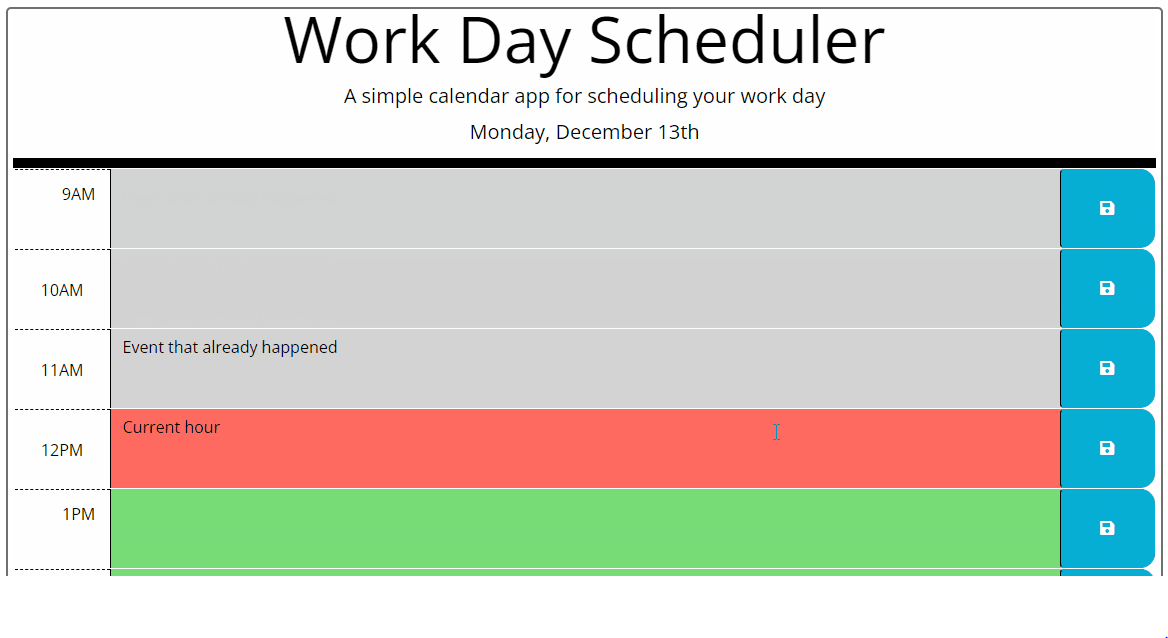 Work Day Scheduler
A simple calendar app for scheduling your work day
Monday, December 13th
9AM
10AM
11AM
Event that already happened
12PM
Current hour
1PM